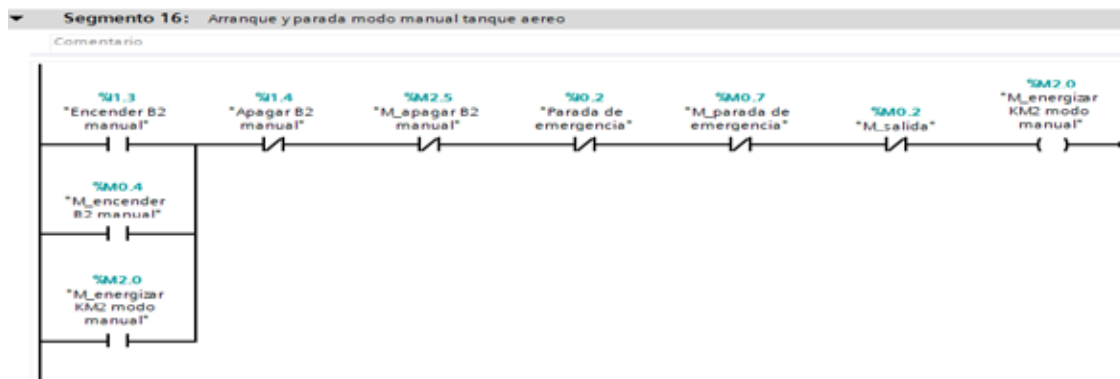 Segmento 16: Arranque y parada modo manual tanque aereo
Comentario
%I1.3
"Encender B2
manual"
%I1.4
"Apagar B2
manual"
%M2.5
"M_apagar B2
manual"
%I0.2
"Parada de
emergencia"
%M0.7
"M_parada de
emergencia"
%M0.2
"M_salida"
%M2.0
"M_energizar
KM2 modo
manual"
%M0.4
"M_encender
B2 manual"
%M2.0
"M_energizar
KM2 modo
manual"